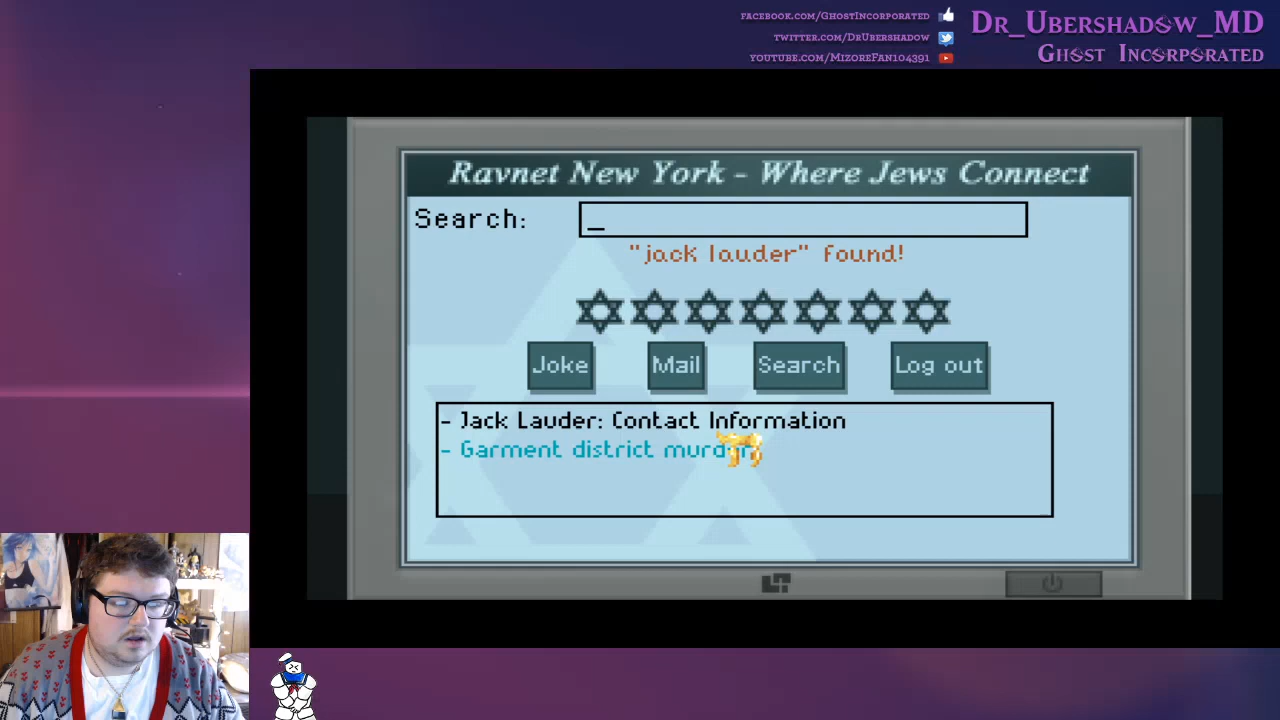 facebook.com/GhostIncorporated
twitter.com/DrUbershadow
youtube.com/MizoreFan104391
Dr_Ubershadow_MD
Ghost Incorporated
Ravnet New York - Where Jews Connect
Search: _
"jack lauder" found!
Joke Mail Search Log out
- Jack Lauder: Contact Information
- Garment district murder